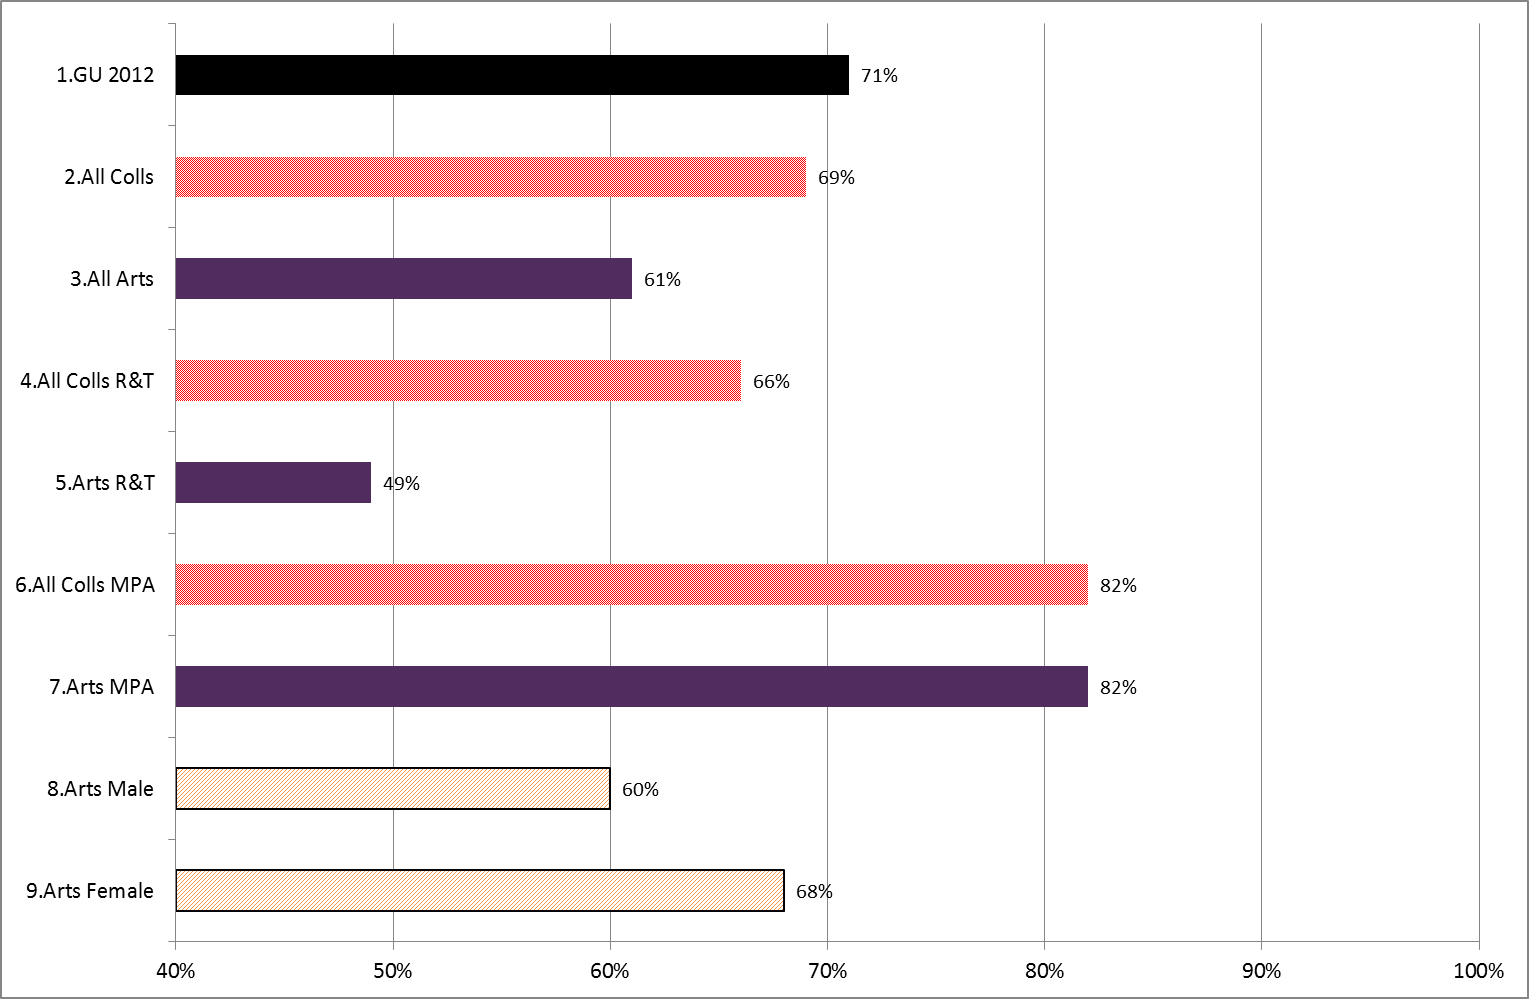 1.GU 2012
71%
2.All Colls
69%
3.All Arts
61%
4.All Colls R&T
66%
5.Arts R&T
49%
6.All Colls MPA
82%
7.Arts MPA
82%
8.Arts Male
60%
9.Arts Female
68%
40% 50% 60% 70% 80% 90% 100%